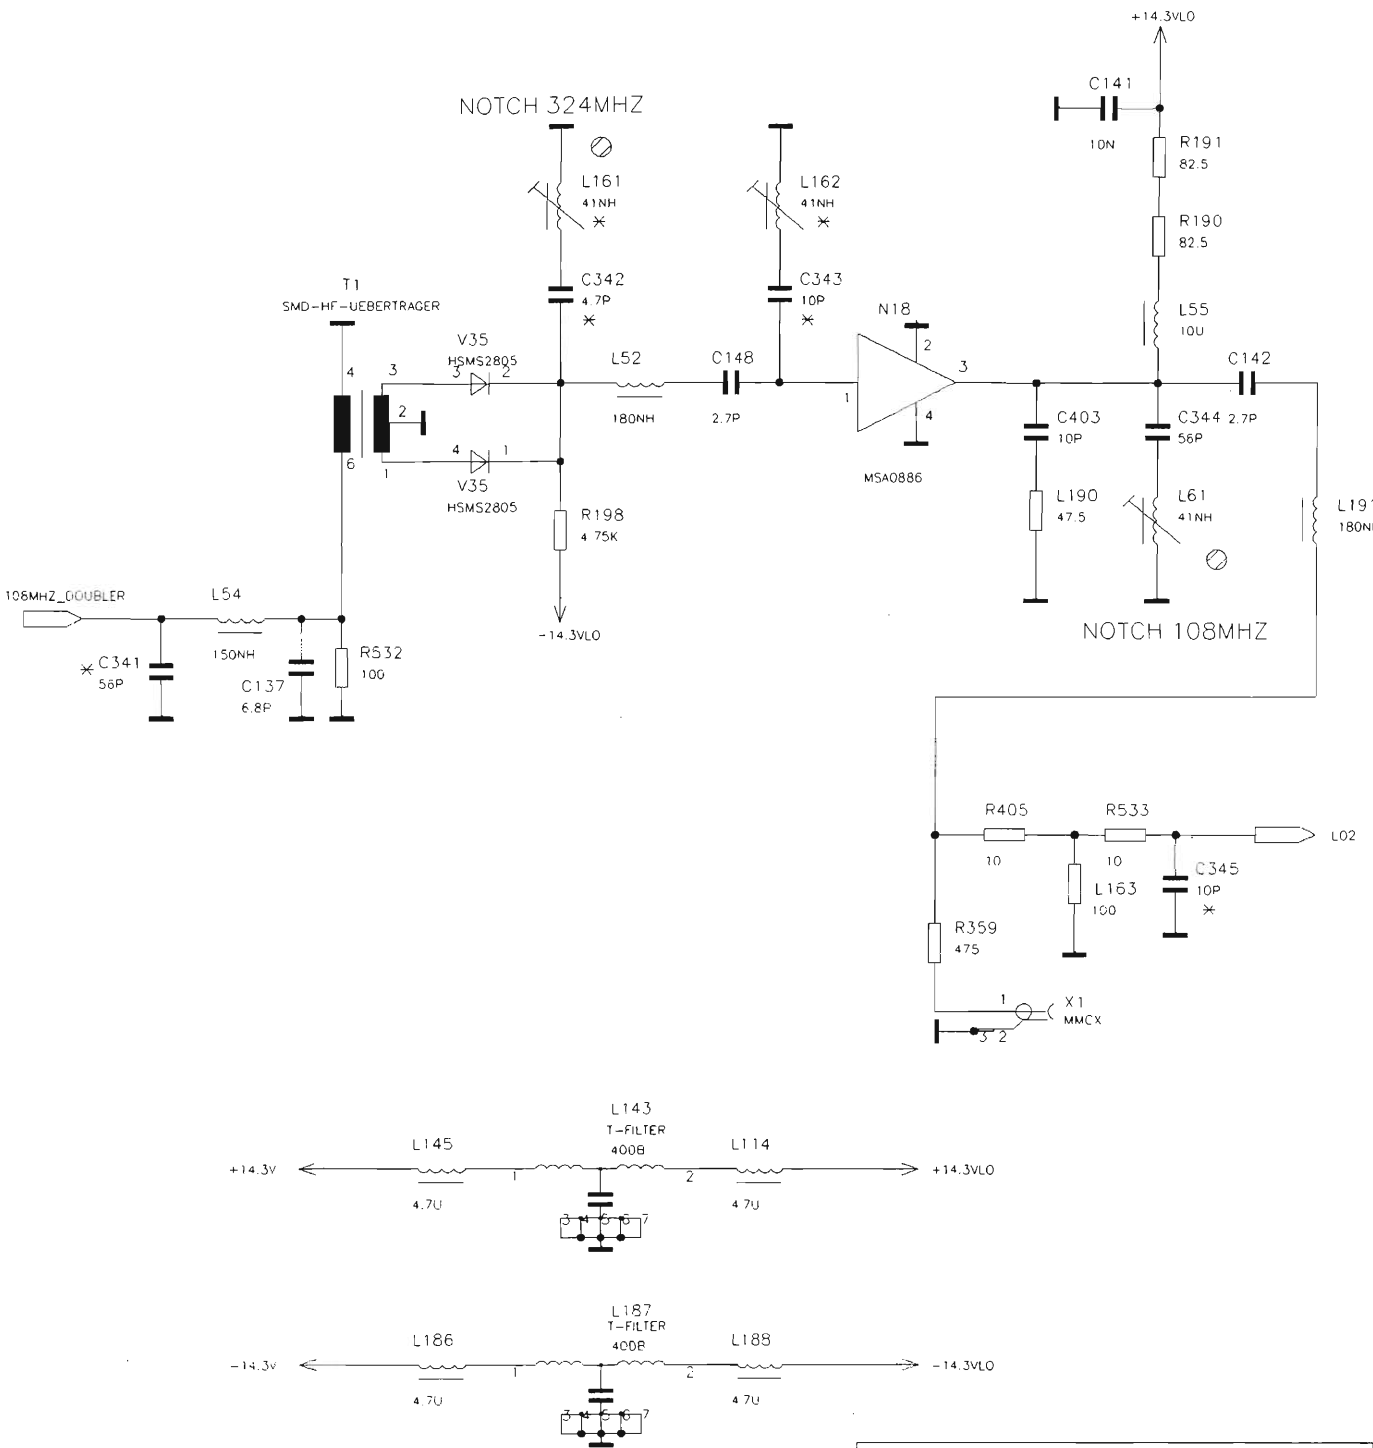 +14.3VLO
C141
10N
R191
82.5
R190
82.5
L55
10U
NOTCH 324MHZ
L161
41NH
*
L162
41NH
*
C342
4.7P
*
C343
10P
*
T1
SMD-HF-UEBERTRAGER
4
6
3
2
1
V35
HSMS2805
3
2
4
1
V35
HSMS2805
L52
180NH
C148
2.7P
N18
2
1
3
4
MSA0886
C142
2.7P
C403
10P
C344
56P
L190
47.5
L61
41NH
L191
NOTCH 108MHZ
R198
4.75K
-14.3VLO
108MHZ_DOUBLER
L54
150NH
* C341
56P
C137
6.8P
R532
100
R405
10
R533
10
LO2
L163
100
C345
10P
*
R359
475
1
X1
MMCX
3 2
L143
T-FILTER
400B
L145
4.7U
L114
4.7U
+14.3V
1
2
+14.3VLO
3 4 5 6 7
L187
T-FILTER
400B
L186
4.7U
L188
4.7U
-14.3V
1
2
-14.3VLO
3 4 5 6 7